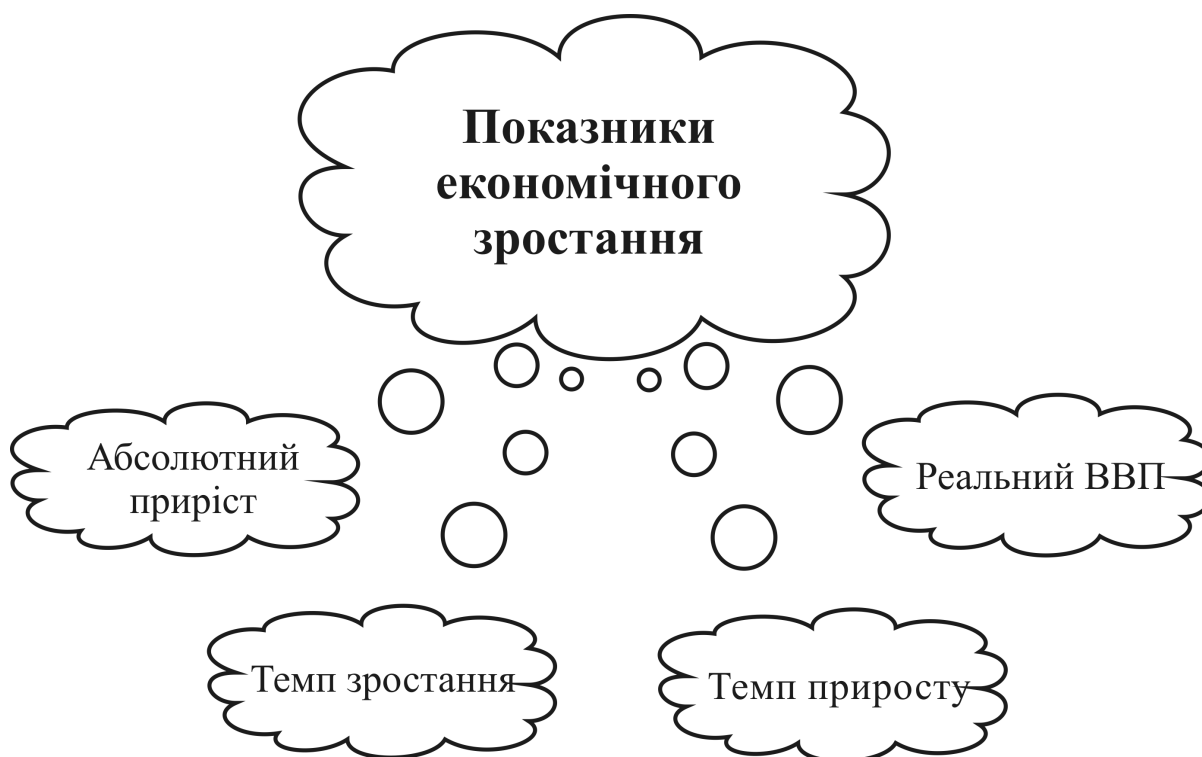 Показники
економічного
зростання
Абсолютний
приріст
Реальний ВВП
Темп зростання
Темп приросту